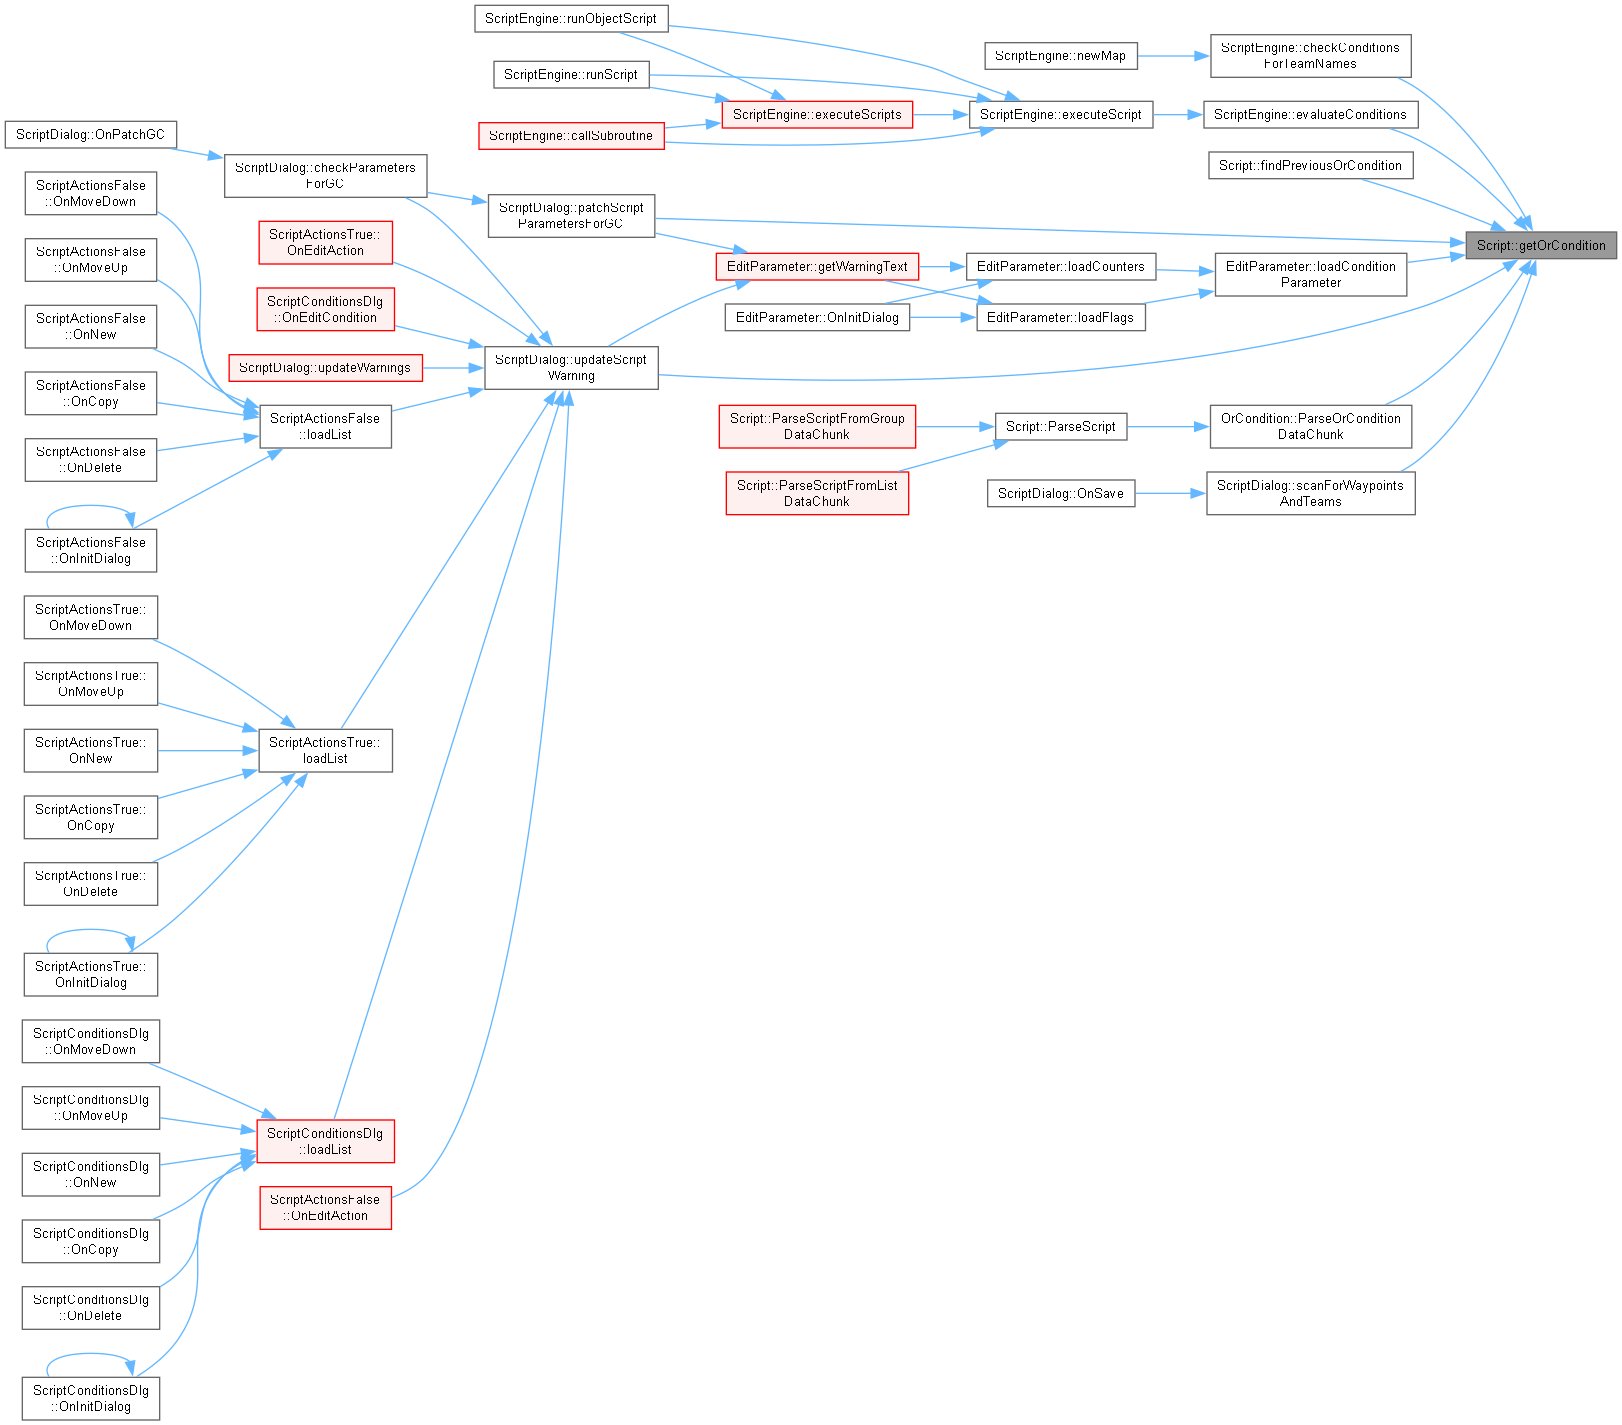 ScriptEngine::runObjectScript
ScriptEngine::newMap
ScriptEngine::checkConditions
ForTeamNames
ScriptEngine::runScript
ScriptEngine::executeScripts
ScriptEngine::executeScript
ScriptEngine::evaluateConditions
ScriptDialog::OnPatchGC
ScriptEngine::callSubroutine
ScriptDialog::checkParameters
ForGC
Script::findPreviousOrCondition
ScriptActionsFalse
::OnMoveDown
ScriptDialog::patchScript
ParametersForGC
ScriptActionsTrue::
OnEditAction
Script::getOrCondition
ScriptActionsFalse
::OnMoveUp
EditParameter::getWarningText
EditParameter::loadCounters
EditParameter::loadCondition
Parameter
ScriptConditionsDlg
::OnEditCondition
EditParameter::OnInitDialog
EditParameter::loadFlags
ScriptActionsFalse
::OnNew
ScriptDialog::updateWarnings
ScriptDialog::updateScript
Warning
ScriptActionsFalse
::OnCopy
ScriptActionsFalse
::loadList
Script::ParseScriptFromGroup
DataChunk
Script::ParseScript
OrCondition::ParseOrCondition
DataChunk
ScriptActionsFalse
::OnDelete
Script::ParseScriptFromList
DataChunk
ScriptDialog::OnSave
ScriptDialog::scanForWaypoints
AndTeams
ScriptActionsFalse
::OnInitDialog
ScriptActionsTrue::
OnMoveDown
ScriptActionsTrue::
OnMoveUp
ScriptActionsTrue::
OnNew
ScriptActionsTrue::
loadList
ScriptActionsTrue::
OnCopy
ScriptActionsTrue::
OnDelete
ScriptActionsTrue::
OnInitDialog
ScriptConditionsDlg
::OnMoveDown
ScriptConditionsDlg
::OnMoveUp
ScriptConditionsDlg
::loadList
ScriptConditionsDlg
::OnNew
ScriptActionsFalse
::OnEditAction
ScriptConditionsDlg
::OnCopy
ScriptConditionsDlg
::OnDelete
ScriptConditionsDlg
::OnInitDialog